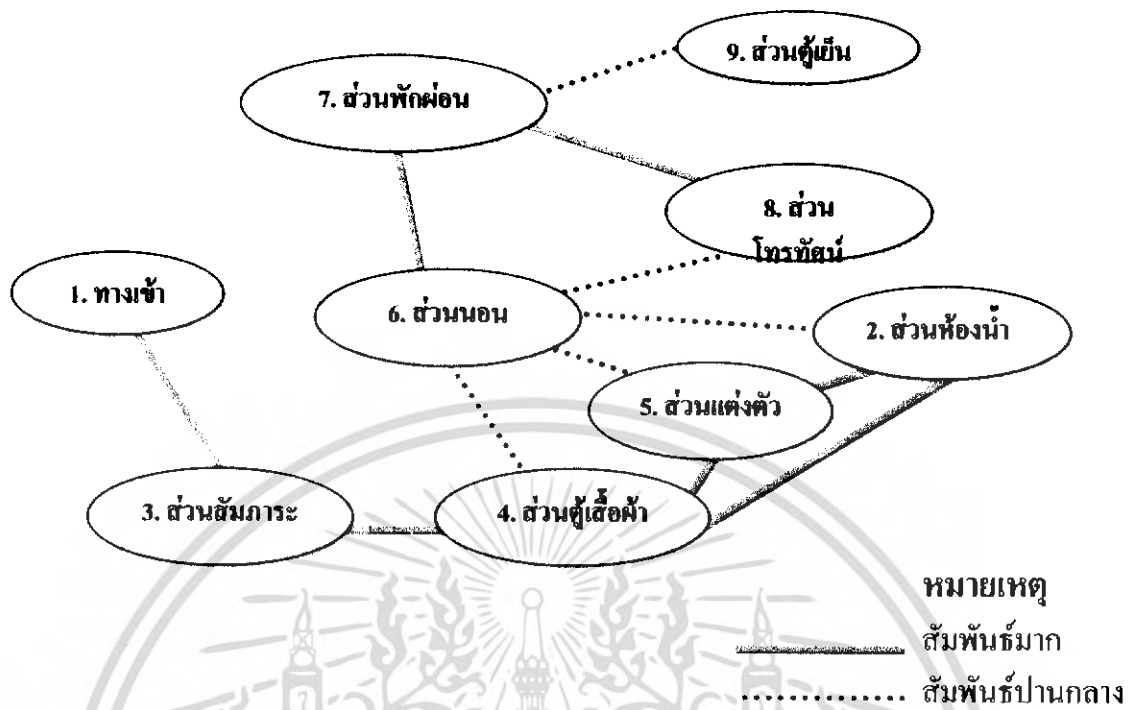 9. ส่วนตู้เย็น
7. ส่วนพักผ่อน
8. ส่วน
โทรทัศน์
1. ทางเข้า
6. ส่วนนอน
2. ส่วนห้องน้ำ
5. ส่วนแต่งตัว
3. ส่วนสัมภาระ
4. ส่วนตู้เสื้อผ้า
หมายเหตุ
สัมพันธ์มาก
สัมพันธ์ปานกลาง